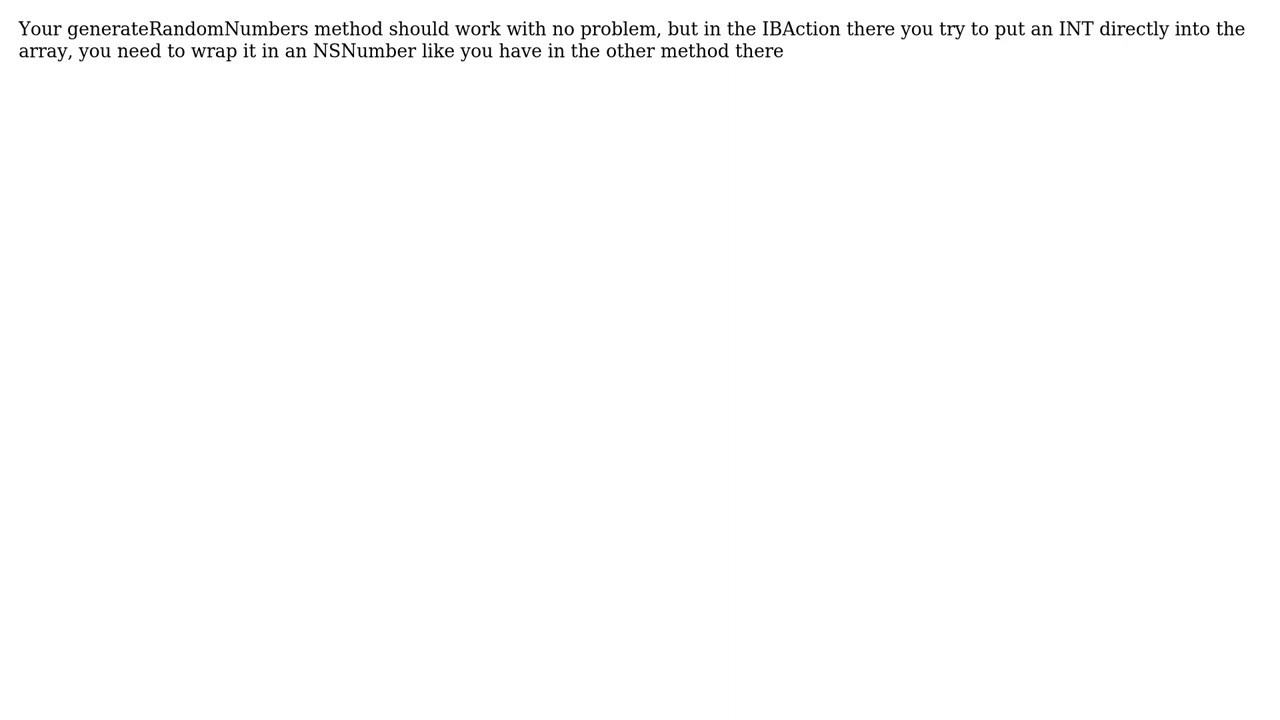 Your generateRandomNumbers method should work with no problem, but in the IBAction there you try to put an INT directly into the
array, you need to wrap it in an NSNumber like you have in the other method there